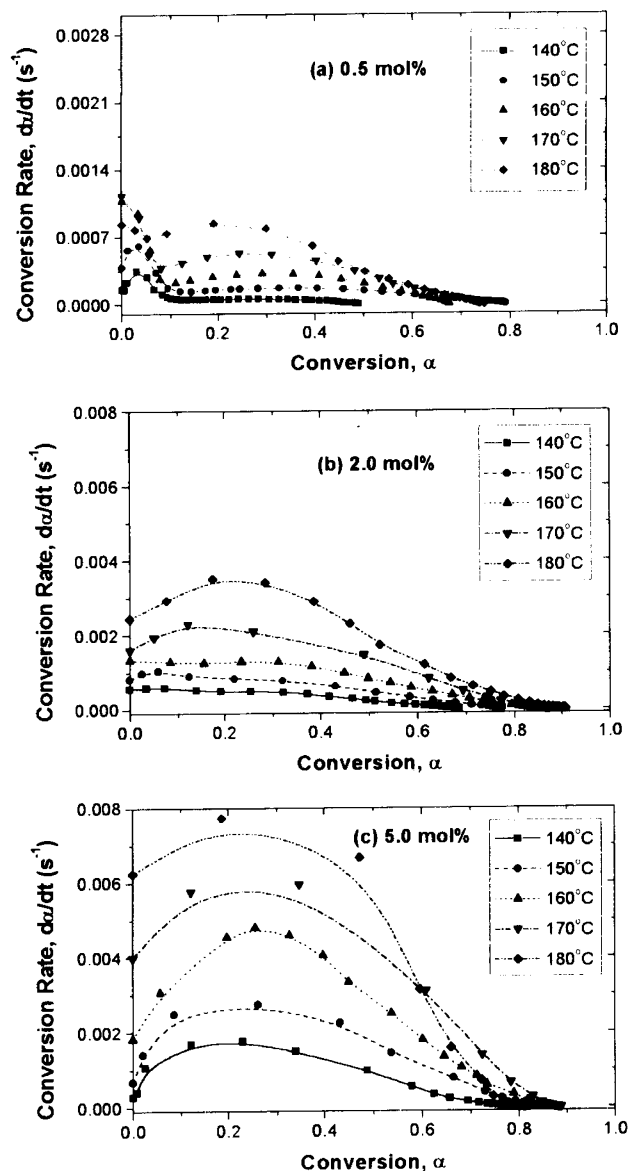 0.0028
(a) 0.5 mol%
140°C
150°C
160°C
170°C
180°C
0.0021
0.0014
0.0007
0.0000
Conversion Rate, dα/dt (s⁻¹)
0.0 0.2 0.4 0.6 0.8 1.0
Conversion, α
0.008
(b) 2.0 mol%
140°C
150°C
160°C
170°C
180°C
0.006
0.004
0.002
0.000
Conversion Rate, dα/dt (s⁻¹)
0.0 0.2 0.4 0.6 0.8 1.0
Conversion, α
0.008
(c) 5.0 mol%
140°C
150°C
160°C
170°C
180°C
0.006
0.004
0.002
0.000
Conversion Rate, dα/dt (s⁻¹)
0.0 0.2 0.4 0.6 0.8 1.0
Conversion, α